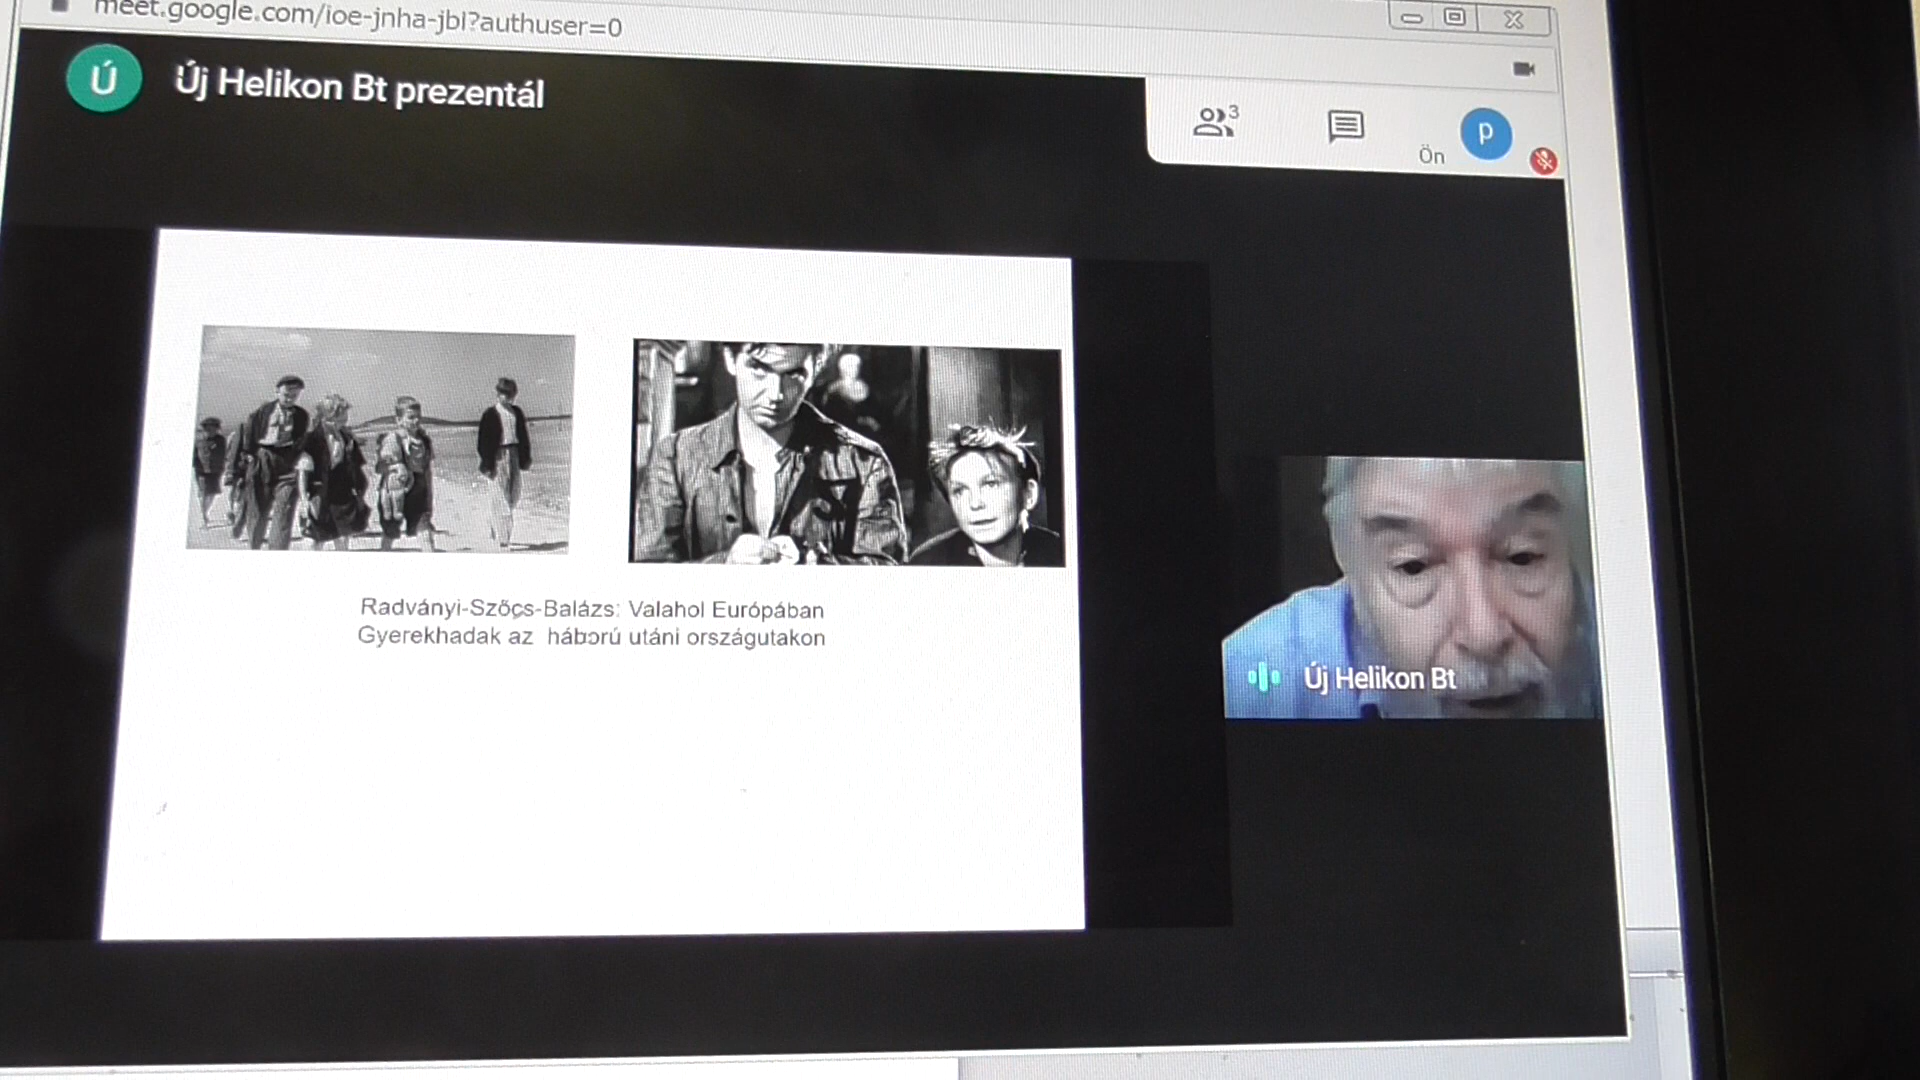 meet.google.com/ioe-jnha-jbl?authuser=0
Ú
Új Helikon Bt prezentál
3
Ön
p
Radványi-Szőcs-Balázs: Valahol Európában
Gyerekhadak az háború utáni országutakon
Új Helikon Bt